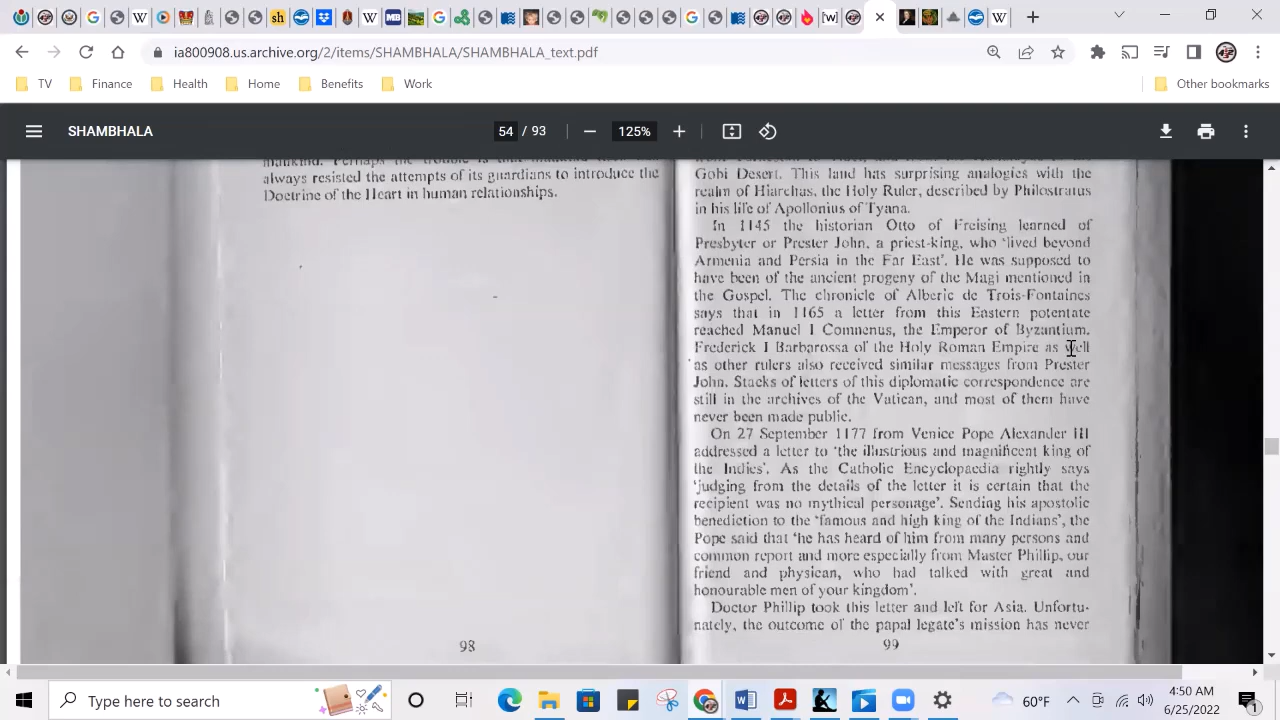 ia800908.us.archive.org/2/items/SHAMBHALA/SHAMBHALA_text.pdf
TV
Finance
Health
Home
Benefits
Work
Other bookmarks
SHAMBHALA
54 / 93
125%
mankind. Perhaps the trouble is that mankind
always resisted the attempts of its guardians to introduce the
Doctrine of the Heart in human relationships.
98
Gobi Desert. This land has surprising analogies with the
realm of Hiarchas, the Holy Ruler, described by Philostratus
in his life of Apollonius of Tyana.
In 1145 the historian Otto of Freising learned of
Presbyter or Prester John, a priest-king, who ‘lived beyond
Armenia and Persia in the Far East’. He was supposed to
have been of the ancient progeny of the Magi mentioned in
the Gospel. The chronicle of Alberic de Trois-Fontaines
says that in 1165 a letter from this Eastern potentate
reached Manuel I Comnenus, the Emperor of Byzantium.
Frederick I Barbarossa of the Holy Roman Empire as well
as other rulers also received similar messages from Prester
John. Stacks of letters of this diplomatic correspondence are
still in the archives of the Vatican, and most of them have
never been made public.
On 27 September 1177 from Venice Pope Alexander III
addressed a letter to ‘the illustrious and magnificent king of
the Indies’. As the Catholic Encyclopaedia rightly says
‘judging from the details of the letter it is certain that the
recipient was no mythical personage’. Sending his apostolic
benediction to the ‘famous and high king of the Indians’, the
Pope said that ‘he has heard of him from many persons and
common report and more especially from Master Phillip, our
friend and physican, who had talked with great and
honourable men of your kingdom’.
Doctor Phillip took this letter and left for Asia. Unfortu-
nately, the outcome of the papal legate’s mission has never
99
Type here to search
60°F
4:50 AM
6/25/2022